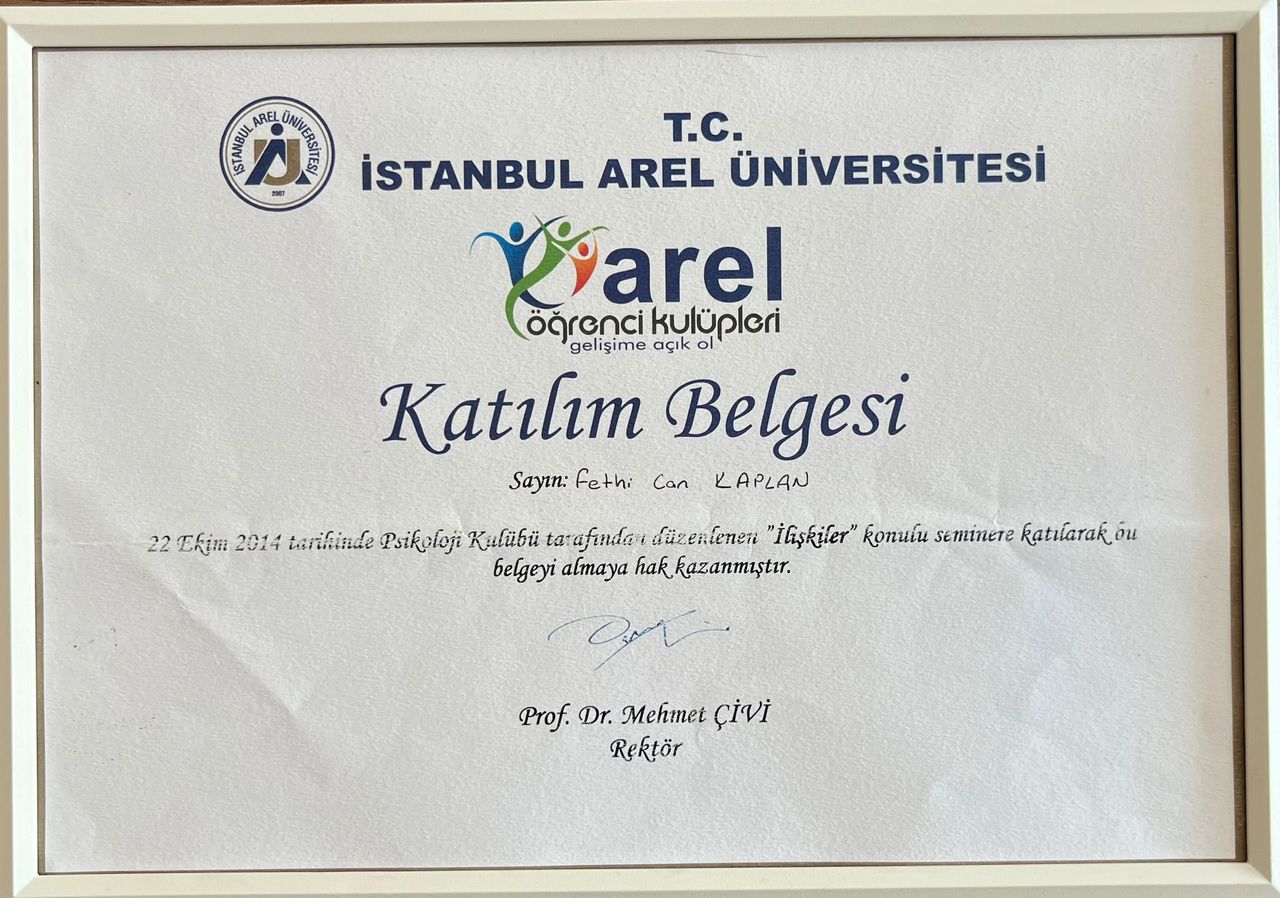 İSTANBUL AREL ÜNİVERSİTESİ
2007
T.C.
İSTANBUL AREL ÜNİVERSİTESİ
arel
öğrenci kulüpleri
gelişime açık ol
Katılım Belgesi
Sayın: Fethi Can KAPLAN
22 Ekim 2014 tarihinde Psikoloji Kulübü tarafından düzenlenen "İlişkiler" konulu seminere katılarak bu
belgeyi almaya hak kazanmıştır.
Prof. Dr. Mehmet ÇİVİ
Rektör